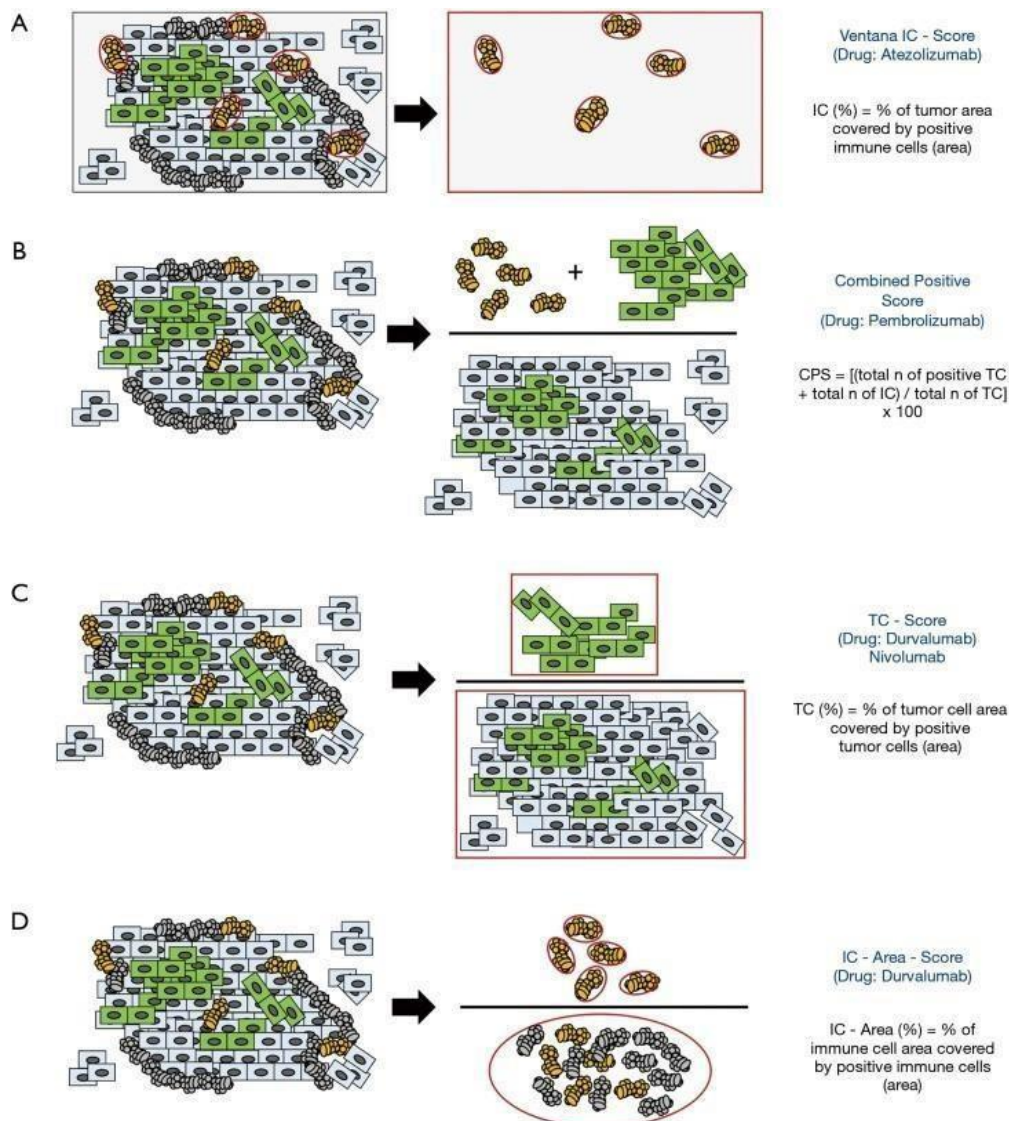 A
Ventana IC - Score
(Drug: Atezolizumab)
IC (%) = % of tumor area
covered by positive
immune cells (area)
B
+
Combined Positive
Score
(Drug: Pembrolizumab)
CPS = [(total n of positive TC
+ total n of IC) / total n of TC]
x 100
C
TC - Score
(Drug: Durvalumab)
Nivolumab
TC (%) = % of tumor cell area
covered by positive
tumor cells (area)
D
IC - Area - Score
(Drug: Durvalumab)
IC - Area (%) = % of
immune cell area covered
by positive immune cells
(area)